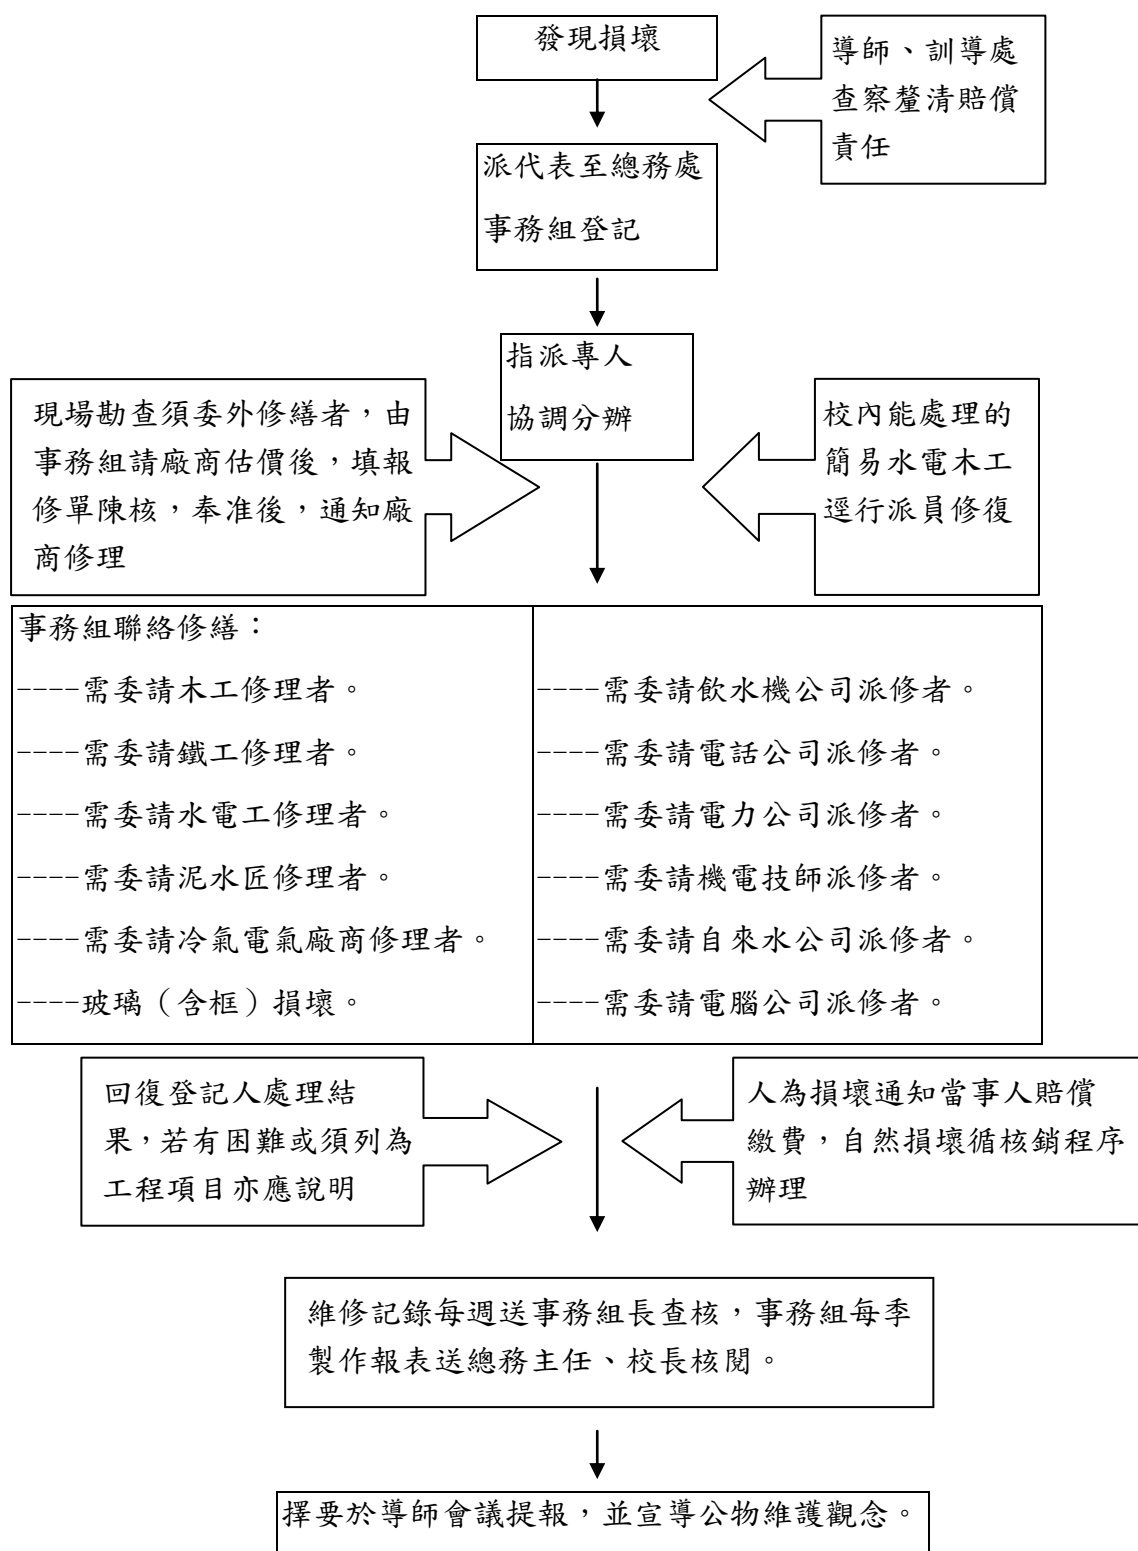 發現損壞
導師、訓導處
查察釐清賠償
責任
派代表至總務處
事務組登記
指派專人
協調分辦
現場勘查須委外修繕者，由
事務組請廠商估價後，填報
修單陳核，奉准後，通知廠
商修理
校內能處理的
簡易水電木工
逕行派員修復
事務組聯絡修繕：
----需委請木工修理者。
----需委請鐵工修理者。
----需委請水電工修理者。
----需委請泥水匠修理者。
----需委請冷氣電氣廠商修理者。
----玻璃（含框）損壞。
----需委請飲水機公司派修者。
----需委請電話公司派修者。
----需委請電力公司派修者。
----需委請機電技師派修者。
----需委請自來水公司派修者。
----需委請電腦公司派修者。
回復登記人處理結
果，若有困難或須列為
工程項目亦應說明
人為損壞通知當事人賠償
繳費，自然損壞循核銷程序
辦理
維修記錄每週送事務組長查核，事務組每季
製作報表送總務主任、校長核閱。
擇要於導師會議提報，並宣導公物維護觀念。